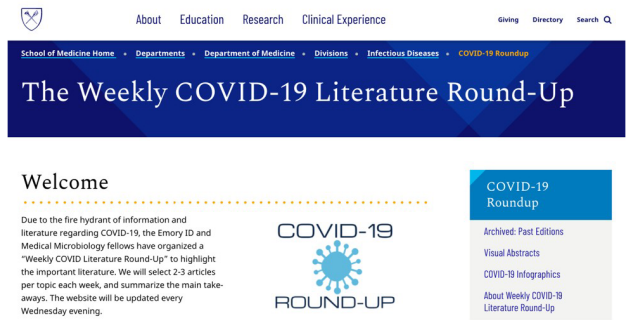 About Education Research Clinical Experience Giving Directory Search
School of Medicine Home • Departments • Department of Medicine • Divisions • Infectious Diseases • COVID-19 Roundup
The Weekly COVID-19 Literature Round-Up
Welcome
Due to the fire hydrant of information and
literature regarding COVID-19, the Emory ID and
Medical Microbiology fellows have organized a
“Weekly COVID Literature Round-Up” to highlight
the important literature. We will select 2-3 articles
per topic each week, and summarize the main take-
aways. The website will be updated every
Wednesday evening.
COVID-19
ROUND-UP
COVID-19
Roundup
Archived: Past Editions
Visual Abstracts
COVID-19 Infographics
About Weekly COVID-19
Literature Round-Up